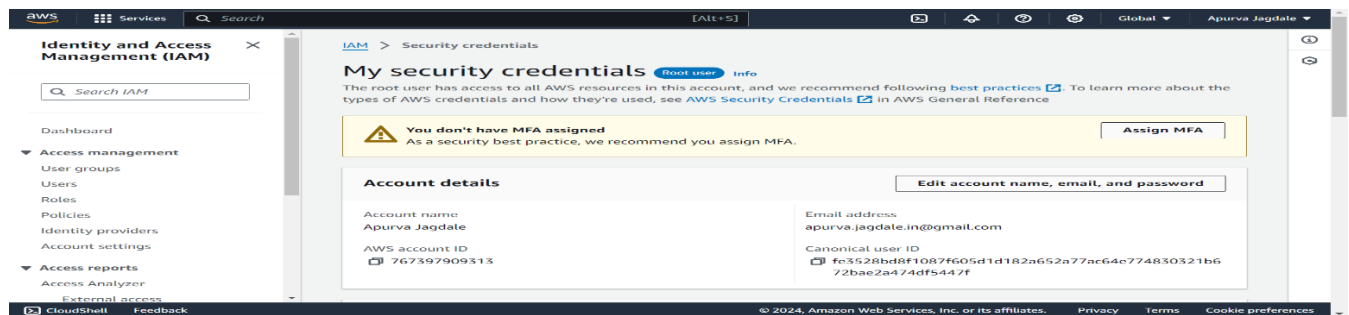 aws Services Search [Alt+S] Global Apurva Jagdale
Identity and Access
Management (IAM)
Search IAM
Dashboard
Access management
User groups
Users
Roles
Policies
Identity providers
Account settings
Access reports
Access Analyzer
External access
IAM > Security credentials
My security credentials Root user Info
The root user has access to all AWS resources in this account, and we recommend following best practices. To learn more about the
types of AWS credentials and how they're used, see AWS Security Credentials in AWS General Reference
You don't have MFA assigned
As a security best practice, we recommend you assign MFA.
Assign MFA
Account details
Edit account name, email, and password
Account name
Apurva Jagdale
AWS account ID
767397909313
Email address
apurva.jagdale.in@gmail.com
Canonical user ID
fe3528bd8f1087f605d1d182a652a77ac64e774830321b6
72bae2a474df5447f
CloudShell Feedback © 2024, Amazon Web Services, Inc. or its affiliates. Privacy Terms Cookie preferences